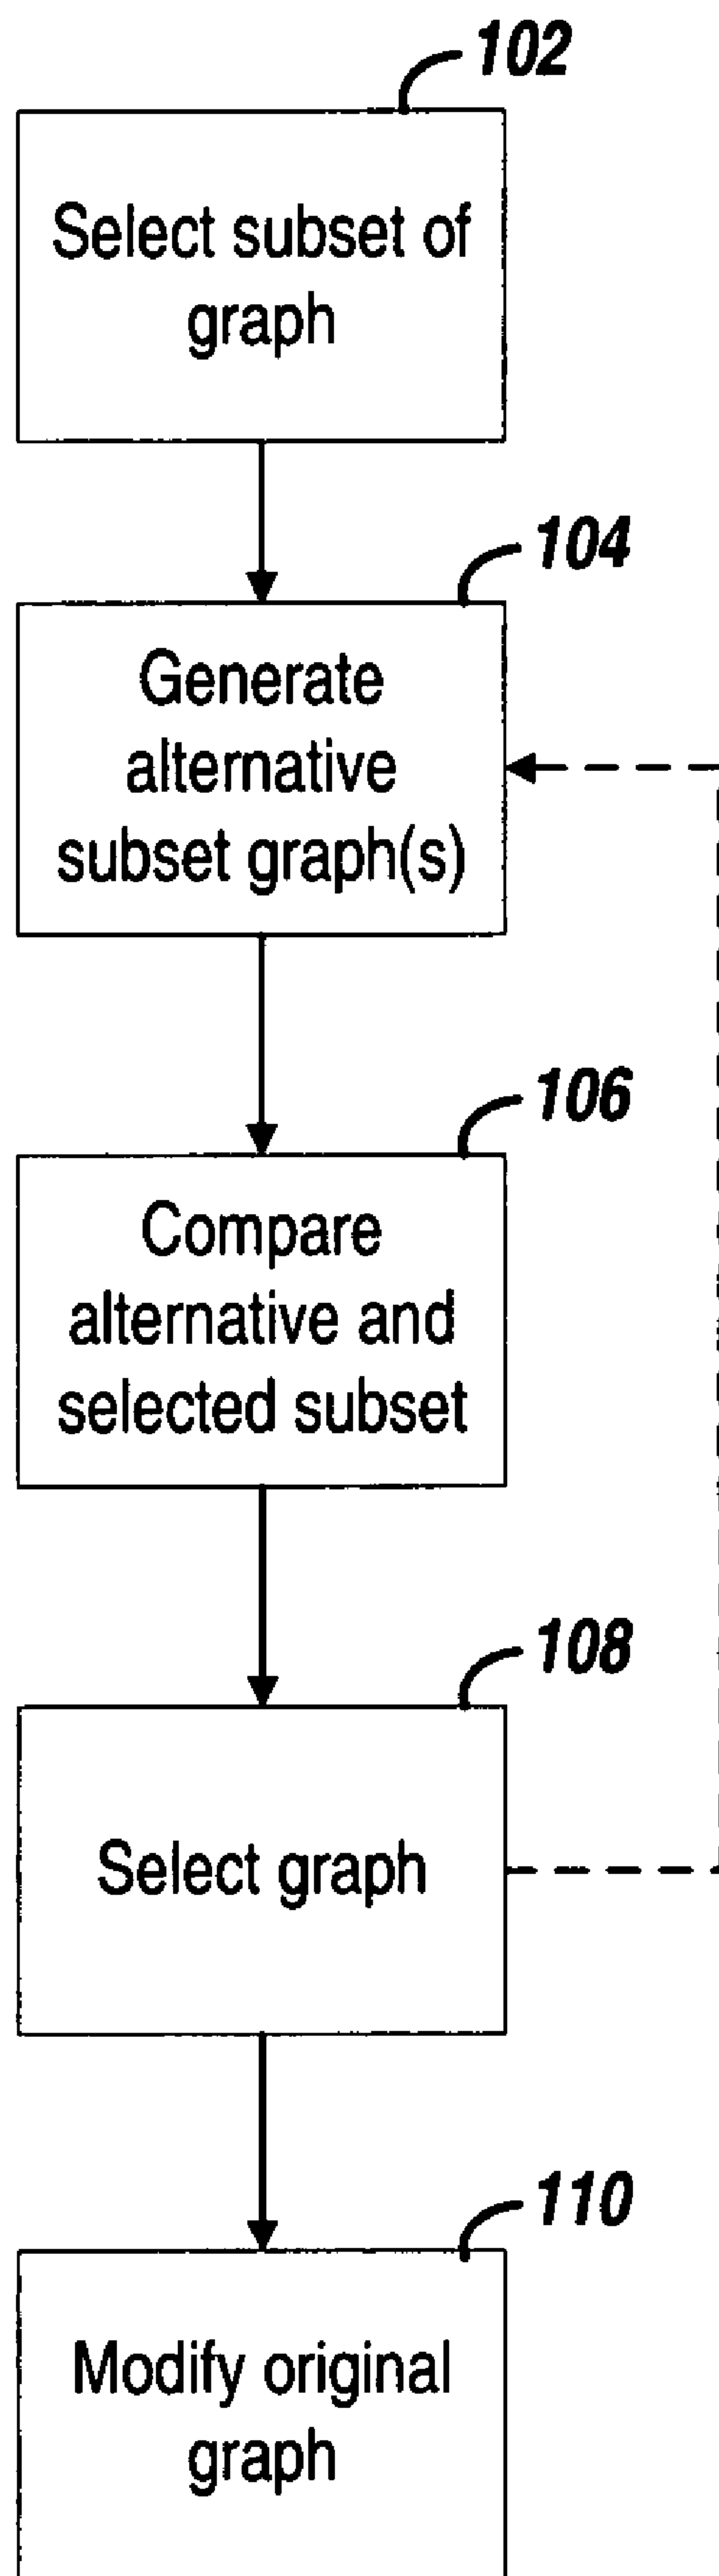 102
Select subset of
graph
104
Generate
alternative
subset graph(s)
106
Compare
alternative and
selected subset
108
Select graph
110
Modify original
graph